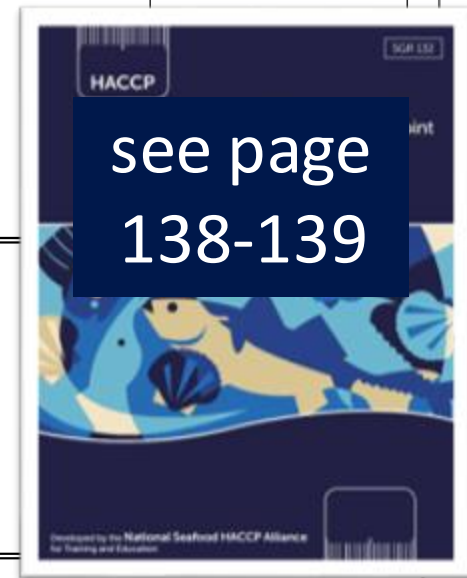 SGR 132
HACCP
see page
138-139
int
Developed by the National Seafood HACCP Alliance
for Training and Education